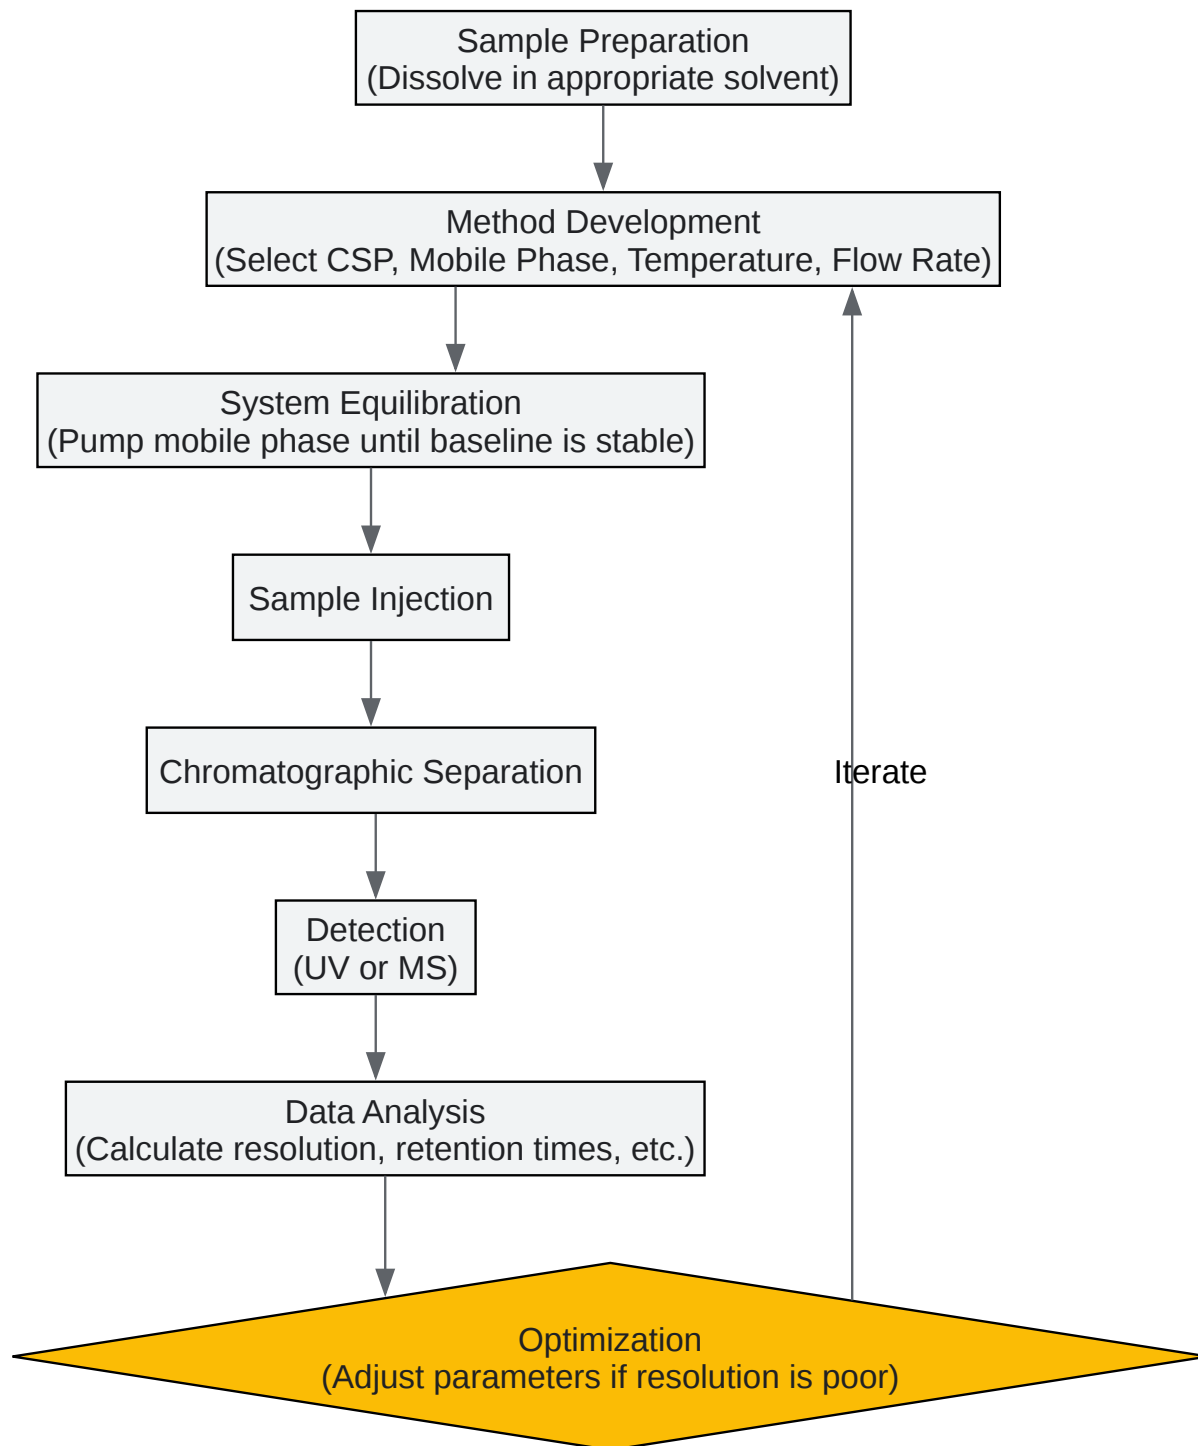 Sample Preparation
(Dissolve in appropriate solvent)
Method Development
(Select CSP, Mobile Phase, Temperature, Flow Rate)
System Equilibration
(Pump mobile phase until baseline is stable)
Sample Injection
Chromatographic Separation
Iterate
Detection
(UV or MS)
Data Analysis
(Calculate resolution, retention times, etc.)
Optimization
(Adjust parameters if resolution is poor)